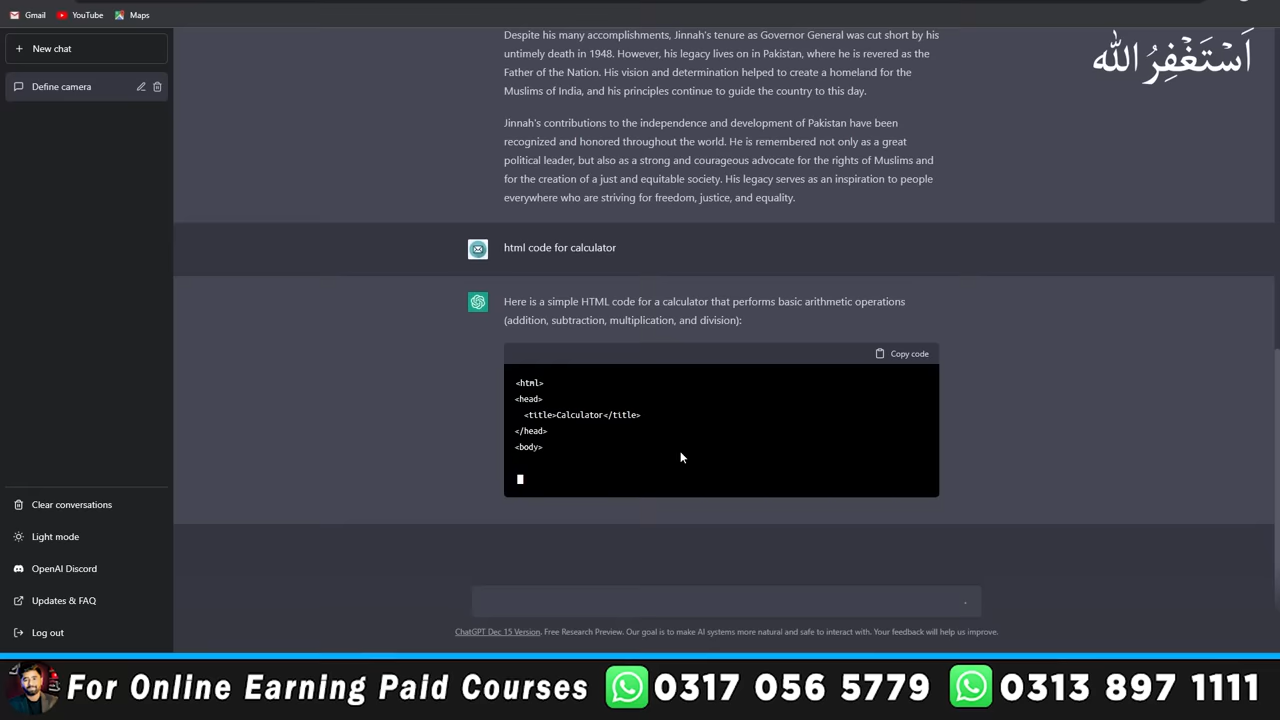 Gmail
YouTube
Maps
New chat
Define camera
Clear conversations
Light mode
OpenAI Discord
Updates & FAQ
Log out
اَسْتَغْفِرُ اللّٰه
Despite his many accomplishments, Jinnah's tenure as Governor General was cut short by his
untimely death in 1948. However, his legacy lives on in Pakistan, where he is revered as the
Father of the Nation. His vision and determination helped to create a homeland for the
Muslims of India, and his principles continue to guide the country to this day.
Jinnah's contributions to the independence and development of Pakistan have been
recognized and honored throughout the world. He is remembered not only as a great
political leader, but also as a strong and courageous advocate for the rights of Muslims and
for the creation of a just and equitable society. His legacy serves as an inspiration to people
everywhere who are striving for freedom, justice, and equality.
html code for calculator
Here is a simple HTML code for a calculator that performs basic arithmetic operations
(addition, subtraction, multiplication, and division):
Copy code
<html>
<head>
<title>Calculator</title>
</head>
<body>
ChatGPT Dec 15 Version. Free Research Preview. Our goal is to make AI systems more natural and safe to interact with. Your feedback will help us improve.
For Online Earning Paid Courses 0317 056 5779 0313 897 1111